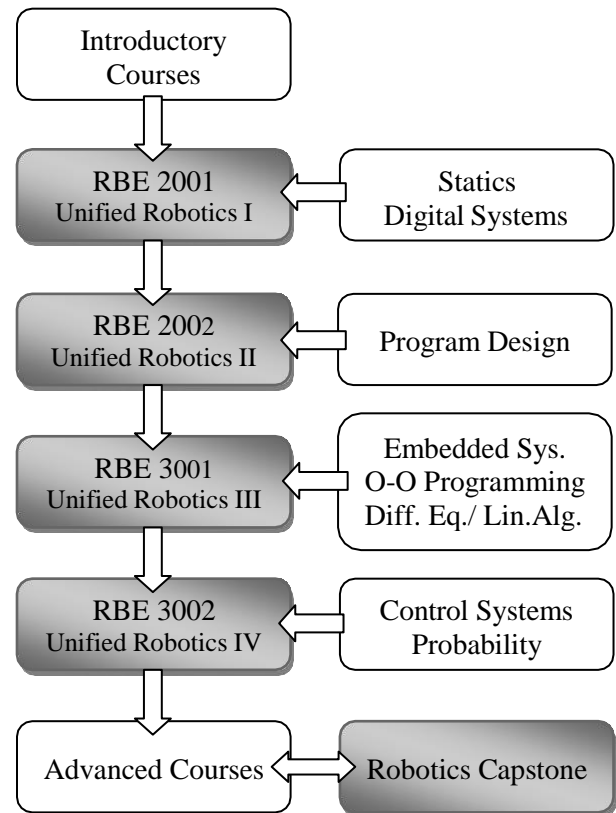 Introductory
Courses
RBE 2001
Unified Robotics I
Statics
Digital Systems
RBE 2002
Unified Robotics II
Program Design
RBE 3001
Unified Robotics III
Embedded Sys.
O-O Programming
Diff. Eq./ Lin.Alg.
RBE 3002
Unified Robotics IV
Control Systems
Probability
Advanced Courses
Robotics Capstone